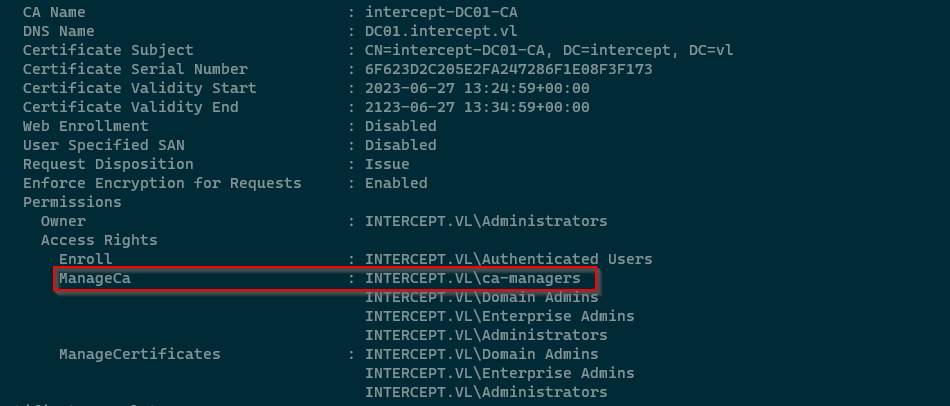 CA Name : intercept-DC01-CA
DNS Name : DC01.intercept.vl
Certificate Subject : CN=intercept-DC01-CA, DC=intercept, DC=vl
Certificate Serial Number : 6F623D2C205E2FA247286F1E08F3F173
Certificate Validity Start : 2023-06-27 13:24:59+00:00
Certificate Validity End : 2123-06-27 13:34:59+00:00
Web Enrollment : Disabled
User Specified SAN : Disabled
Request Disposition : Issue
Enforce Encryption for Requests : Enabled
Permissions
Owner : INTERCEPT.VL\Administrators
Access Rights
Enroll : INTERCEPT.VL\Authenticated Users
ManageCa : INTERCEPT.VL\ca-managers
INTERCEPT.VL\Domain Admins
INTERCEPT.VL\Enterprise Admins
INTERCEPT.VL\Administrators
ManageCertificates : INTERCEPT.VL\Domain Admins
INTERCEPT.VL\Enterprise Admins
INTERCEPT.VL\Administrators